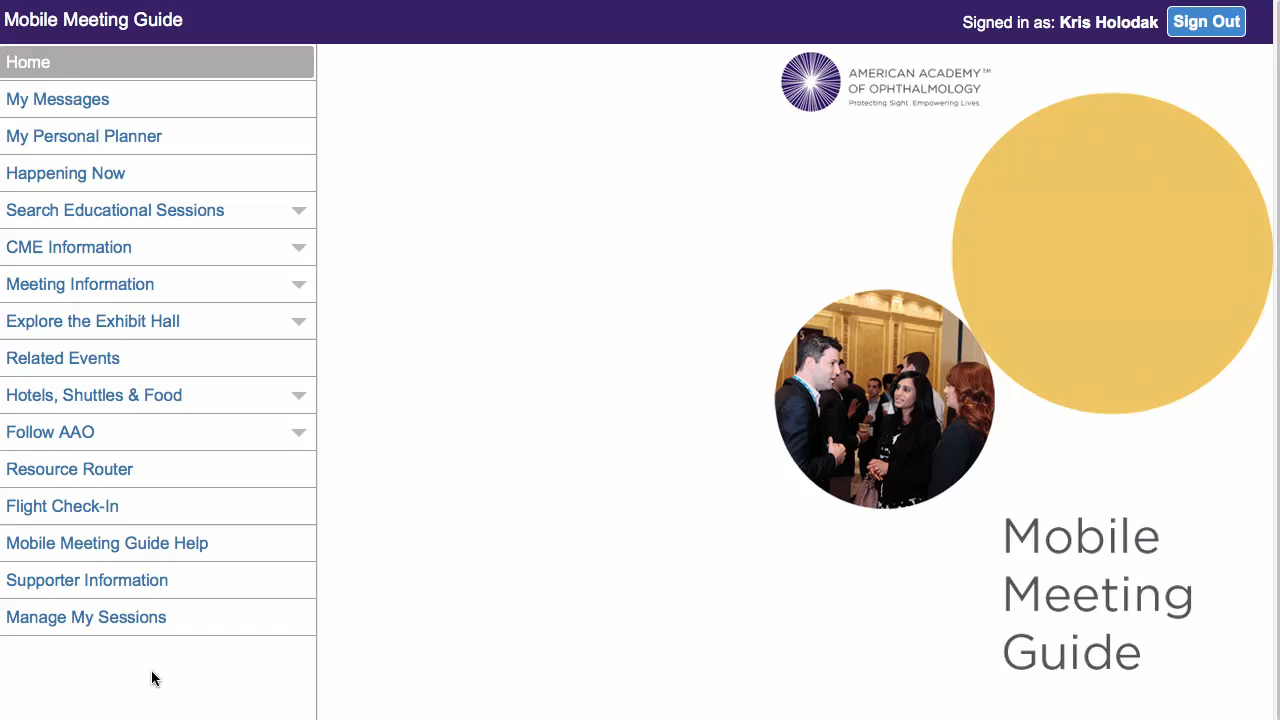 Mobile Meeting Guide
Signed in as: Kris Holodak Sign Out
Home
My Messages
My Personal Planner
Happening Now
Search Educational Sessions
CME Information
Meeting Information
Explore the Exhibit Hall
Related Events
Hotels, Shuttles & Food
Follow AAO
Resource Router
Flight Check-In
Mobile Meeting Guide Help
Supporter Information
Manage My Sessions
AMERICAN ACADEMY™
OF OPHTHALMOLOGY
Protecting Sight. Empowering Lives.
Mobile
Meeting
Guide